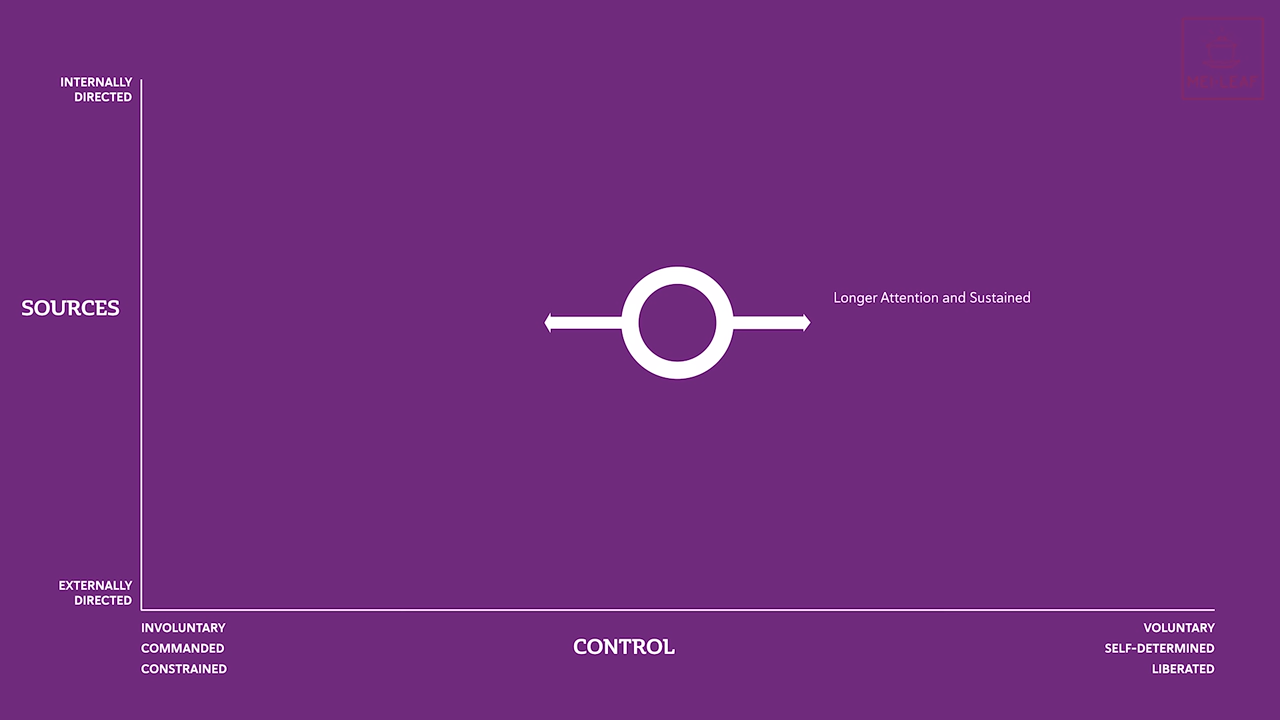 INTERNALLY
DIRECTED
SOURCES
Longer Attention and Sustained
EXTERNALLY
DIRECTED
INVOLUNTARY
COMMANDED
CONSTRAINED
CONTROL
VOLUNTARY
SELF-DETERMINED
LIBERATED